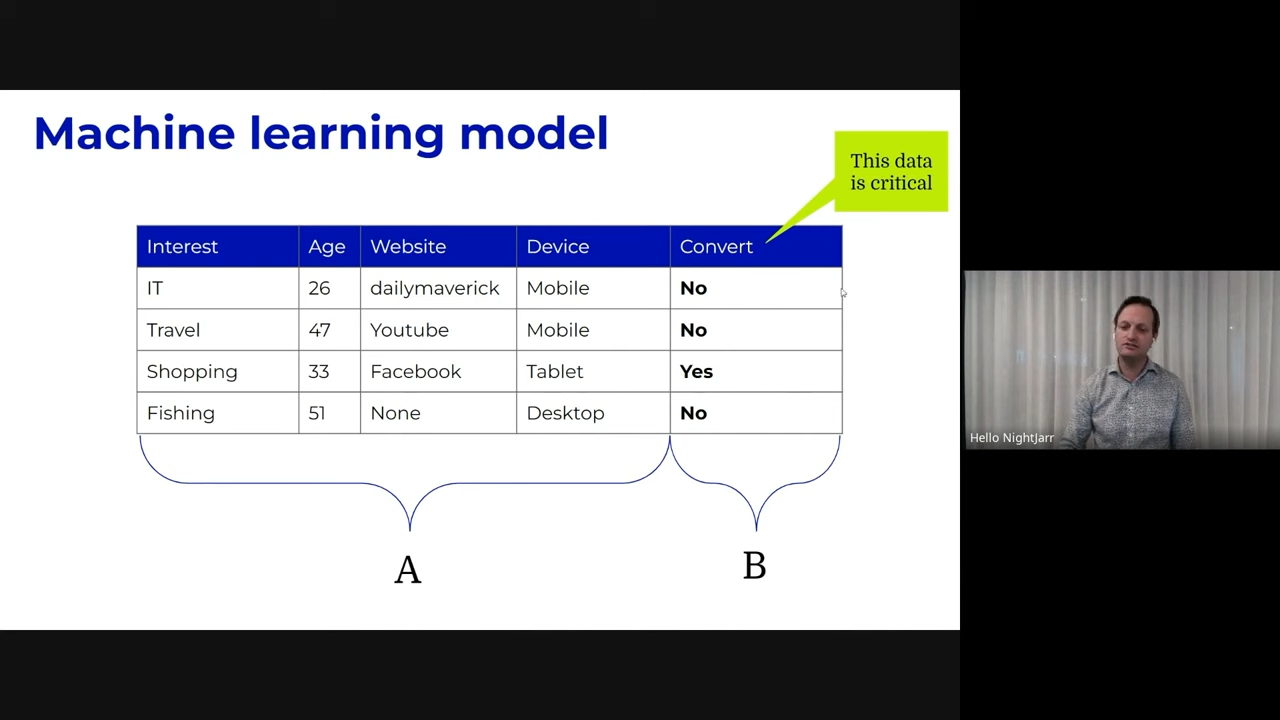 Machine learning model
This data
is critical
Interest Age Website Device Convert
IT 26 dailymaverick Mobile No
Travel 47 Youtube Mobile No
Shopping 33 Facebook Tablet Yes
Fishing 51 None Desktop No
A B
Hello NightJarr